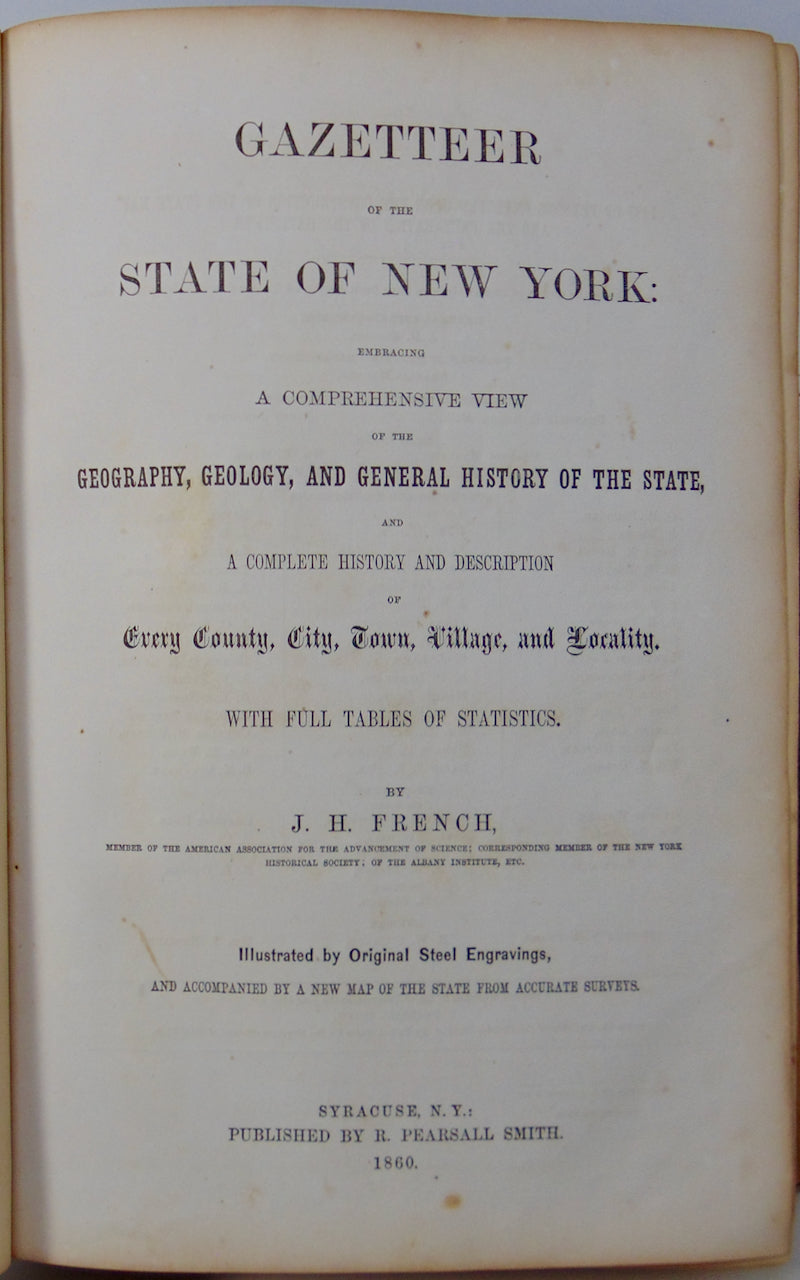 GAZETTEER
OF THE
STATE OF NEW YORK:
EMBRACING
A COMPREHENSIVE VIEW
OF THE
GEOGRAPHY, GEOLOGY, AND GENERAL HISTORY OF THE STATE,
AND
A COMPLETE HISTORY AND DESCRIPTION
OF
Every County, City, Town, Village, and Locality.
WITH FULL TABLES OF STATISTICS.
BY
J. H. FRENCH,
MEMBER OF THE AMERICAN ASSOCIATION FOR THE ADVANCEMENT OF SCIENCE; CORRESPONDING MEMBER OF THE NEW YORK
HISTORICAL SOCIETY; OF THE ALBANY INSTITUTE, ETC.
Illustrated by Original Steel Engravings,
AND ACCOMPANIED BY A NEW MAP OF THE STATE FROM ACCURATE SURVEYS.
SYRACUSE, N. Y.:
PUBLISHED BY R. PEARSALL SMITH.
1860.